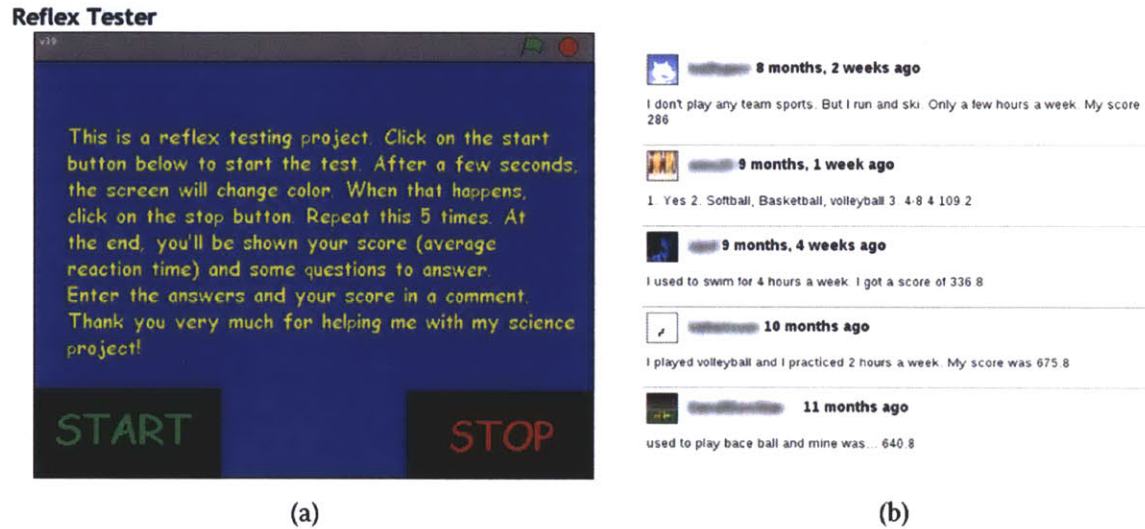 Reflex Tester
v39
This is a reflex testing project. Click on the start
button below to start the test. After a few seconds,
the screen will change color. When that happens,
click on the stop button. Repeat this 5 times. At
the end, you'll be shown your score (average
reaction time) and some questions to answer.
Enter the answers and your score in a comment.
Thank you very much for helping me with my science
project!
START
STOP
(a)
8 months, 2 weeks ago
I don't play any team sports. But I run and ski. Only a few hours a week. My score
286
9 months, 1 week ago
1. Yes 2. Softball, Basketball, volleyball 3. 4-8 4 109.2
9 months, 4 weeks ago
I used to swim for 4 hours a week. I got a score of 336.8
10 months ago
I played volleyball and I practiced 2 hours a week. My score was 675.8
11 months ago
used to play bace ball and mine was... 640.8
(b)